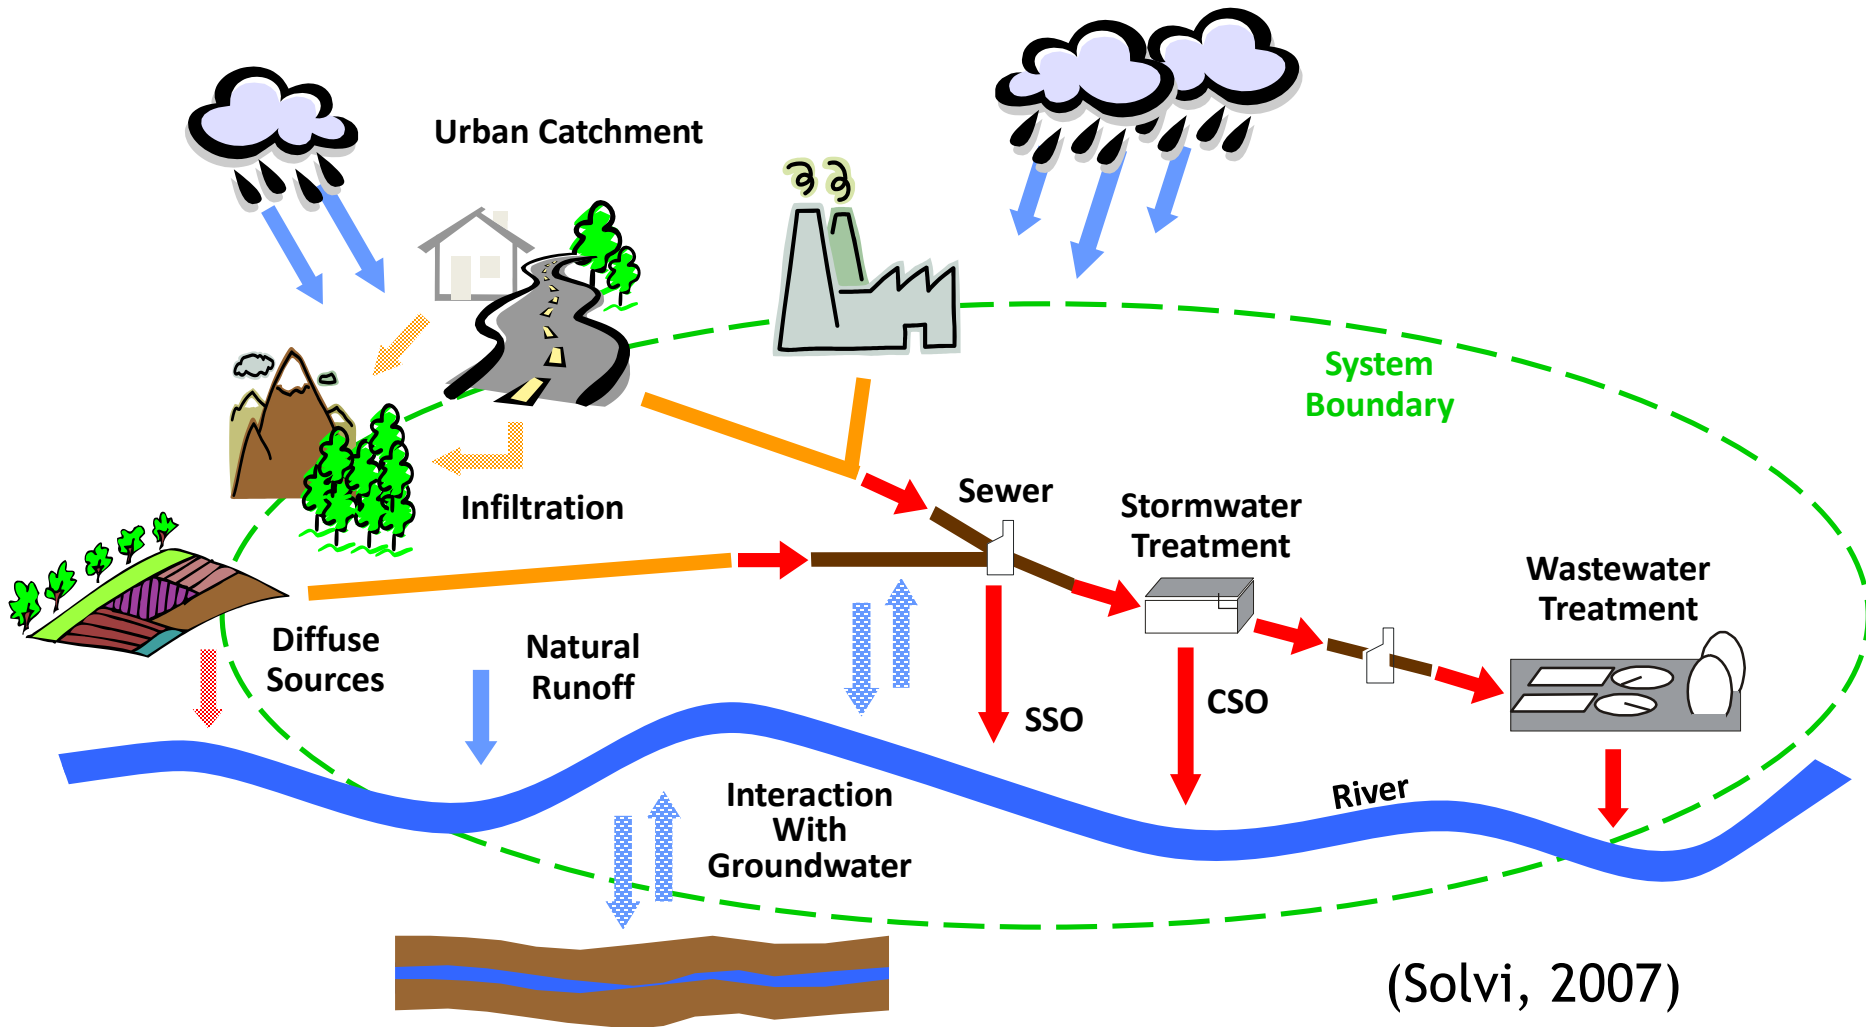 Urban Catchment
System
Boundary
Infiltration
Sewer
Stormwater
Treatment
Wastewater
Treatment
Diffuse
Sources
Natural
Runoff
SSO
CSO
River
Interaction
With
Groundwater
(Solvi, 2007)